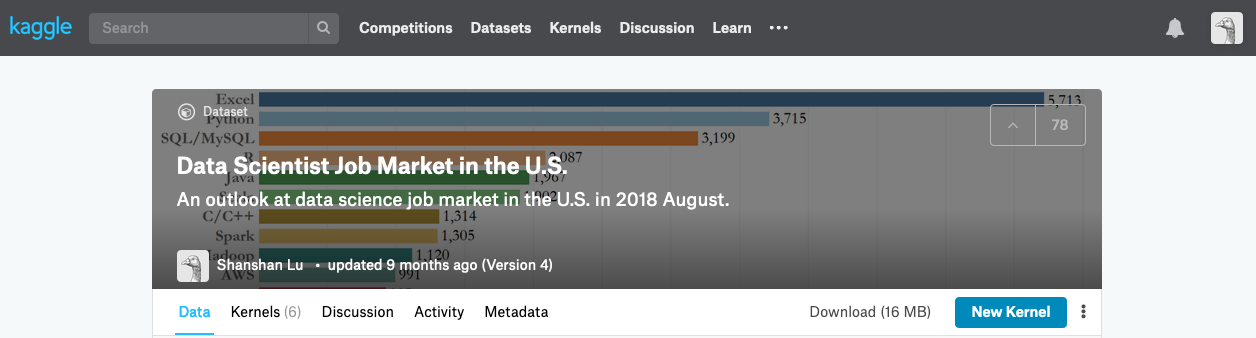 kaggle Search Competitions Datasets Kernels Discussion Learn
Excel 5,713
Dataset
Python 3,715
78
SQL/MySQL 3,199
R 2,087
Data Scientist Job Market in the U.S.
Java 1,967
An outlook at data science job market in the U.S. in 2018 August.
C/C++ 1,314
Spark 1,305
Hadoop 1,120
Shanshan Lu • updated 9 months ago (Version 4)
AWS 991
Data Kernels (6) Discussion Activity Metadata Download (16 MB) New Kernel